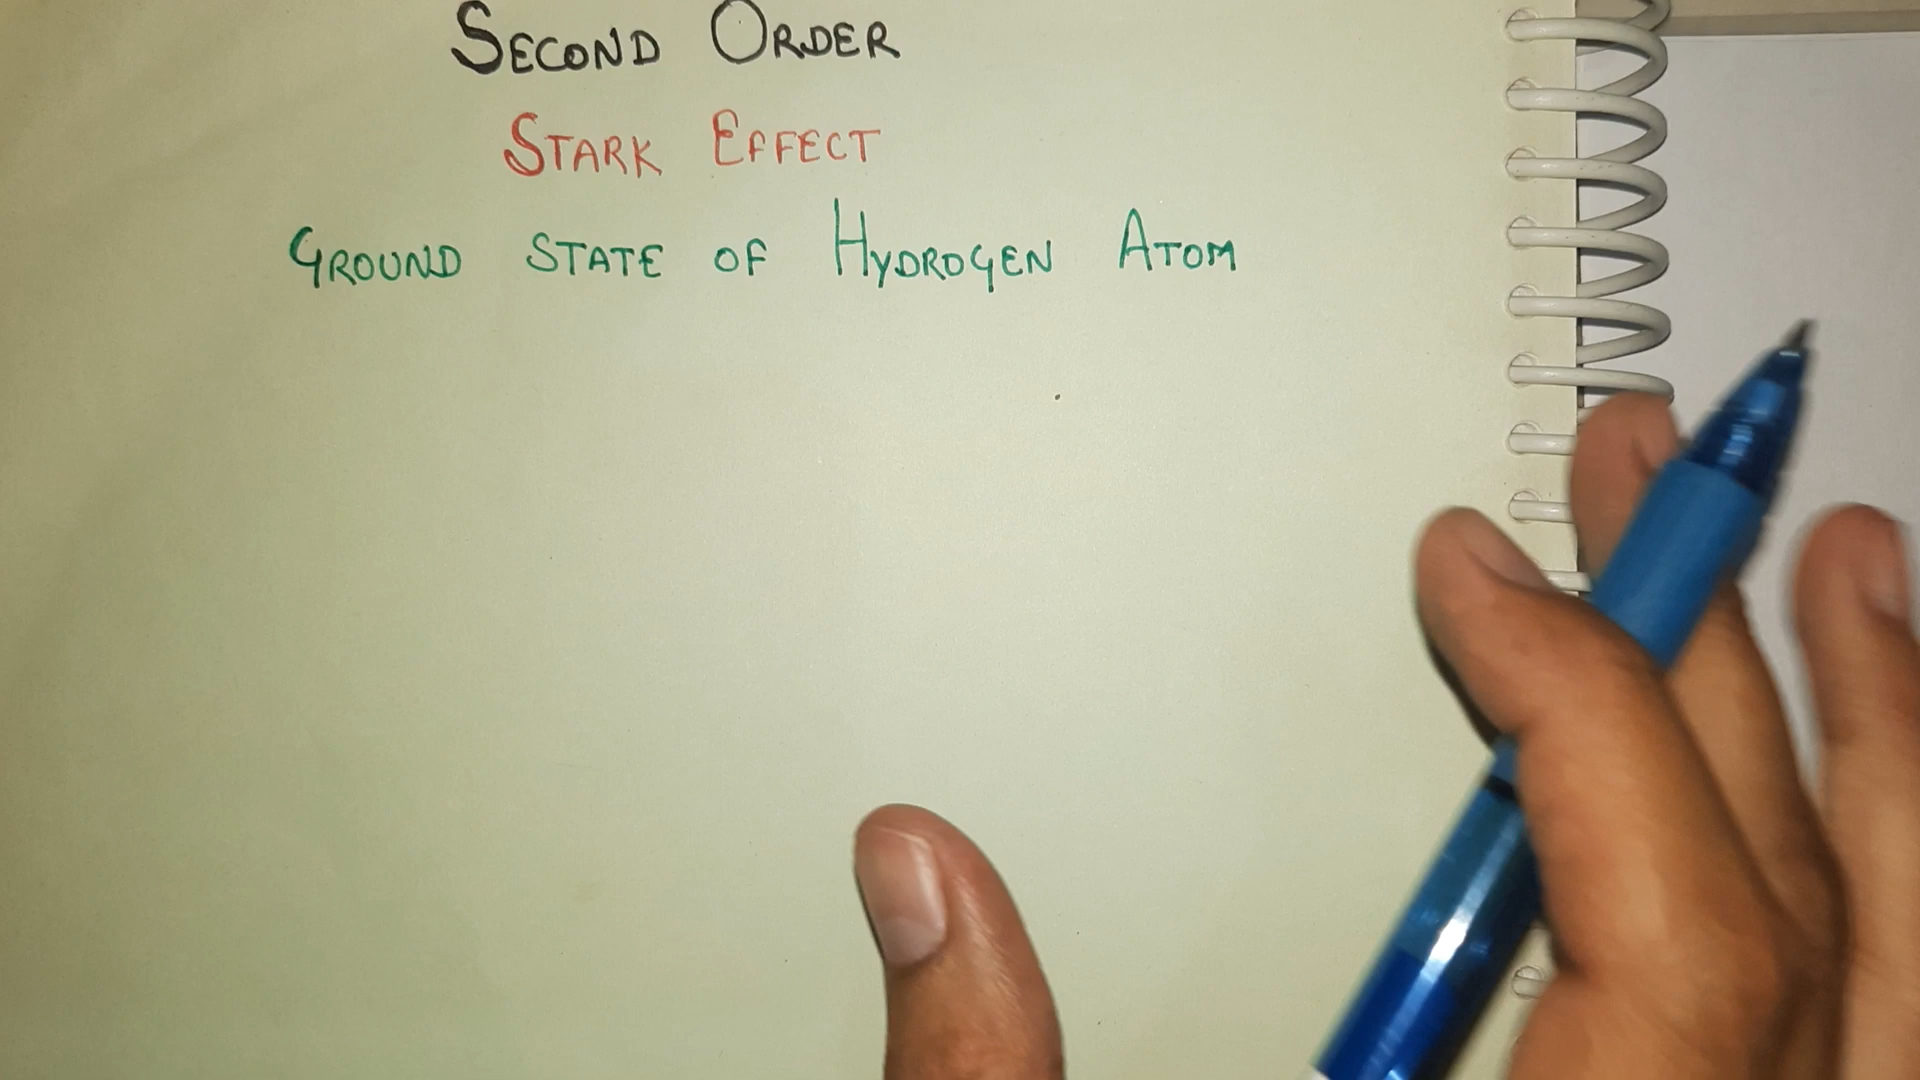 SECOND ORDER
STARK EFFECT
GROUND STATE OF HYDROGEN ATOM